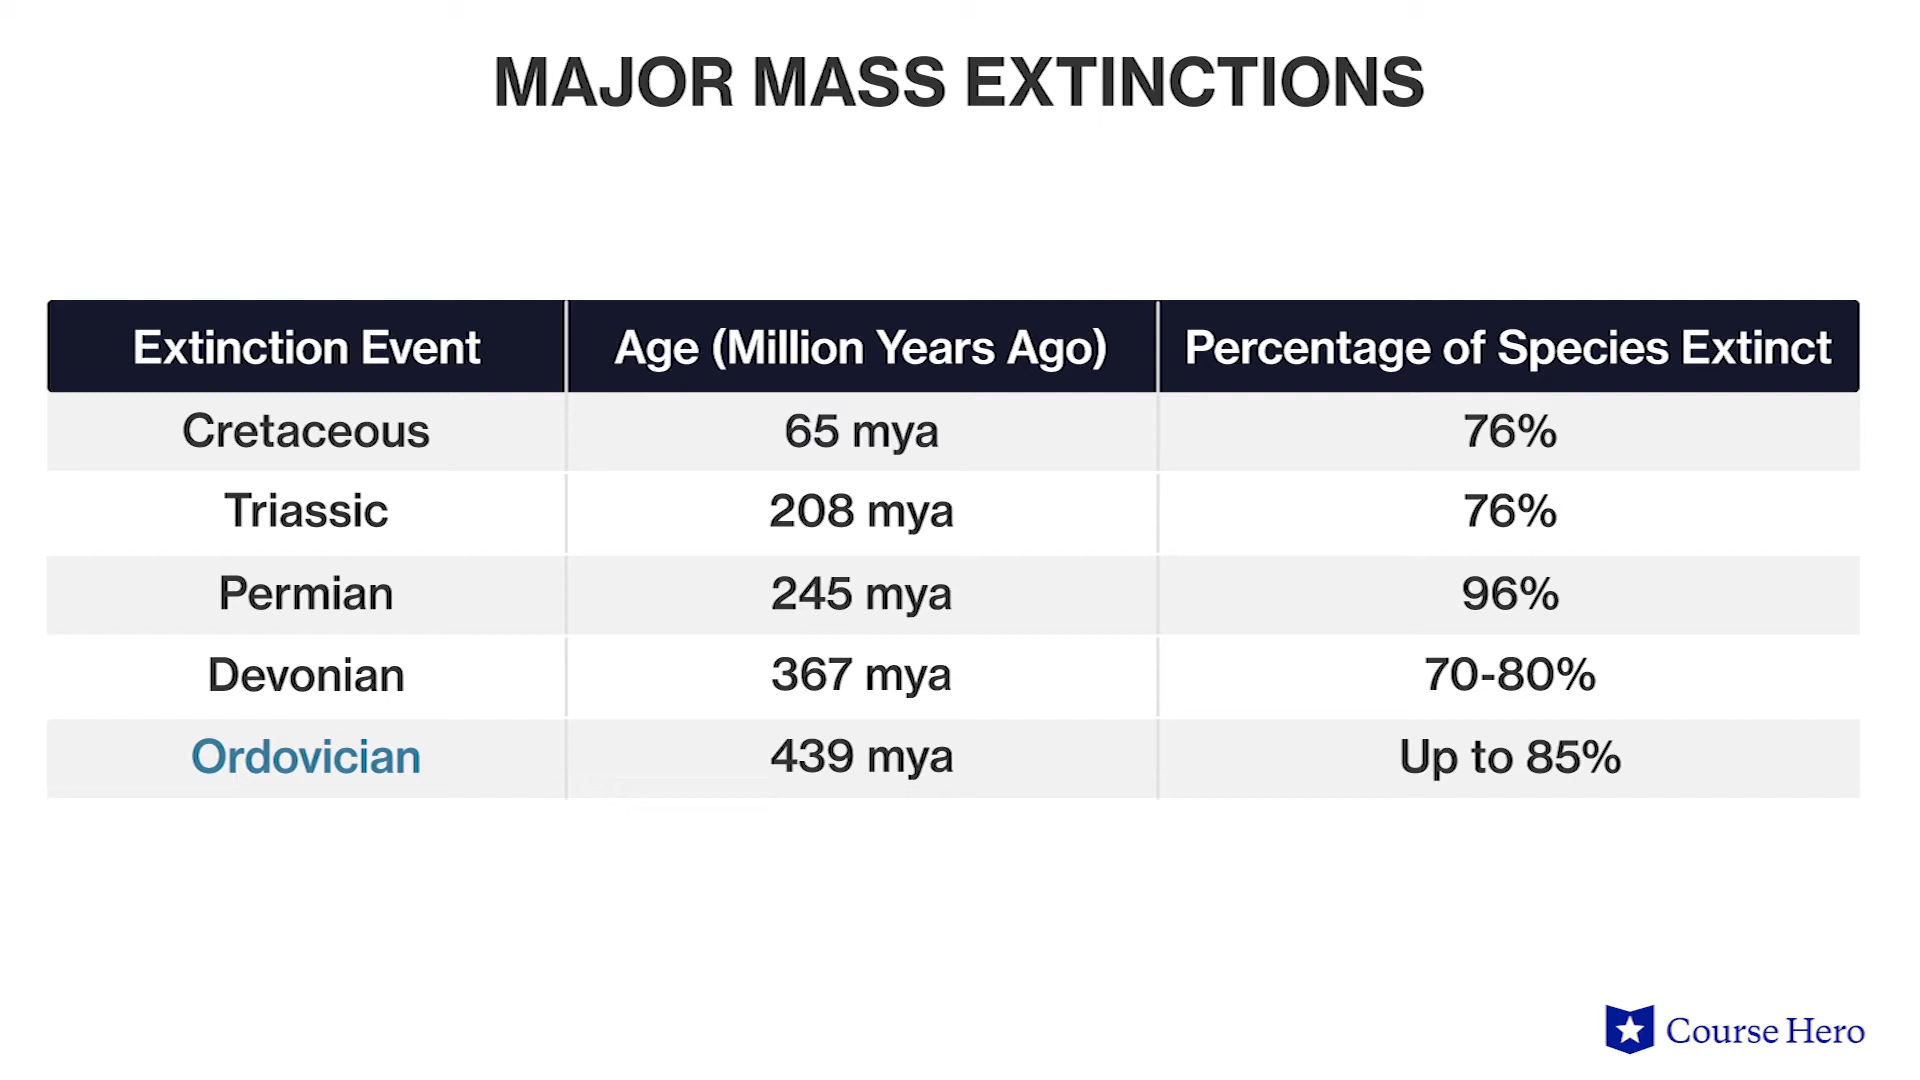 MAJOR MASS EXTINCTIONS
Extinction Event Age (Million Years Ago) Percentage of Species Extinct
Cretaceous 65 mya 76%
Triassic 208 mya 76%
Permian 245 mya 96%
Devonian 367 mya 70-80%
Ordovician 439 mya Up to 85%
Course Hero